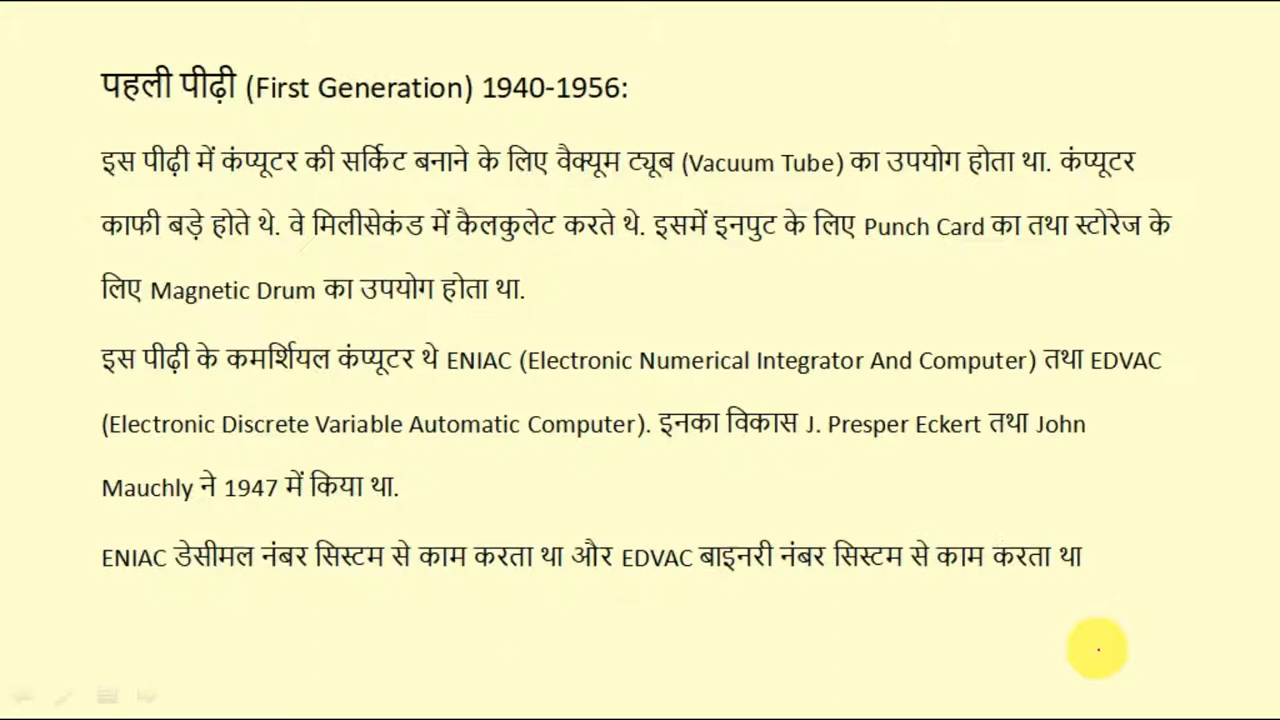 पहली पीढ़ी (First Generation) 1940-1956:
इस पीढ़ी में कंप्यूटर की सर्किट बनाने के लिए वैक्यूम ट्यूब (Vacuum Tube) का उपयोग होता था. कंप्यूटर
काफी बड़े होते थे. वे मिलीसेकंड में कैलकुलेट करते थे. इसमें इनपुट के लिए Punch Card का तथा स्टोरेज के
लिए Magnetic Drum का उपयोग होता था.
इस पीढ़ी के कमर्शियल कंप्यूटर थे ENIAC (Electronic Numerical Integrator And Computer) तथा EDVAC
(Electronic Discrete Variable Automatic Computer). इनका विकास J. Presper Eckert तथा John
Mauchly ने 1947 में किया था.
ENIAC डेसीमल नंबर सिस्टम से काम करता था और EDVAC बाइनरी नंबर सिस्टम से काम करता था